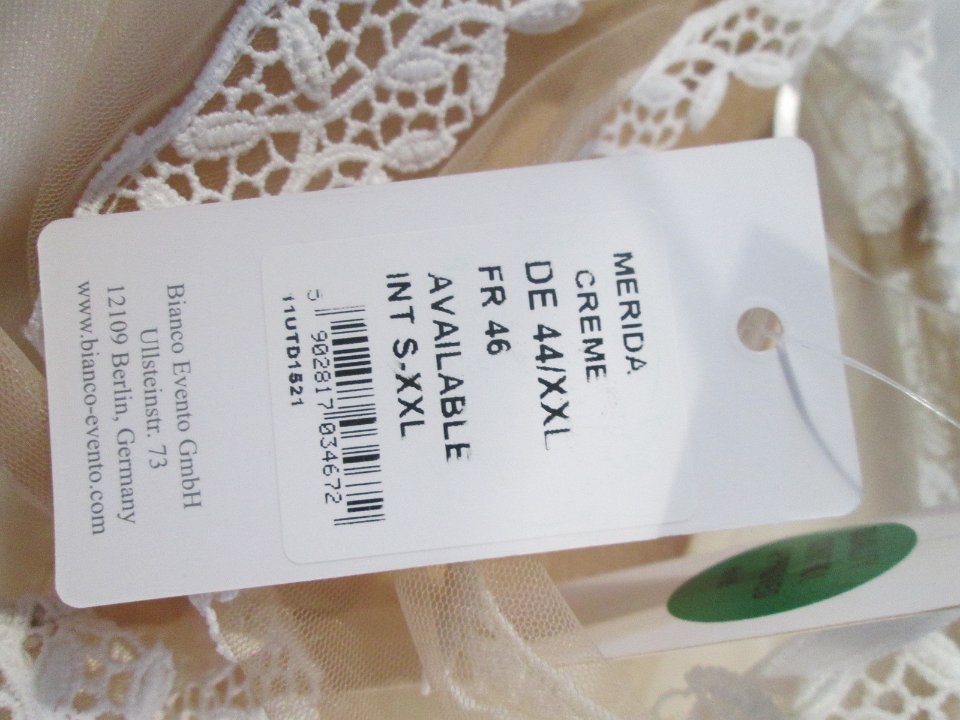 MERIDA
CREME
DE 44/XXL
FR 46
AVAILABLE
INT S-XXL
5 902817 034672
11UTD1521
Bianco Evento GmbH
Ullsteinstr. 73
12109 Berlin, Germany
www.bianco-evento.com